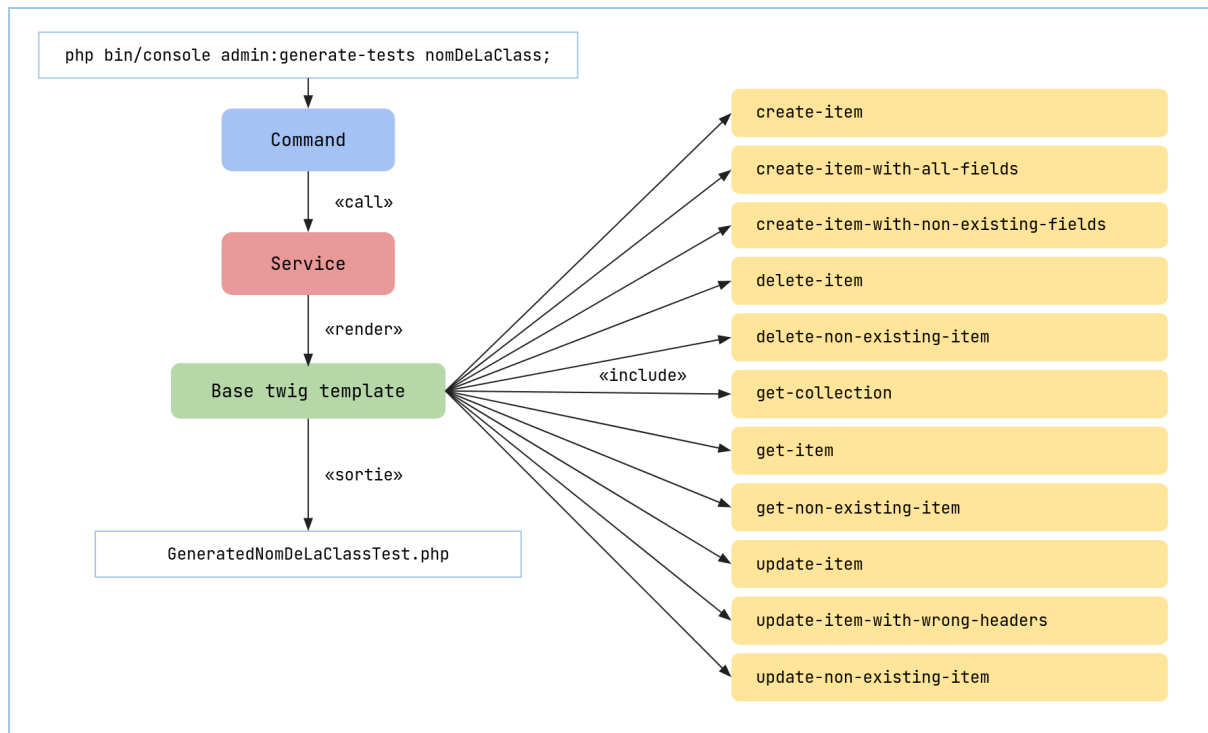 php bin/console admin:generate-tests nomDeLaClass;
Command
«call»
Service
«render»
Base twig template
«sortie»
GeneratedNomDeLaClassTest.php
«include»
create-item
create-item-with-all-fields
create-item-with-non-existing-fields
delete-item
delete-non-existing-item
get-collection
get-item
get-non-existing-item
update-item
update-item-with-wrong-headers
update-non-existing-item